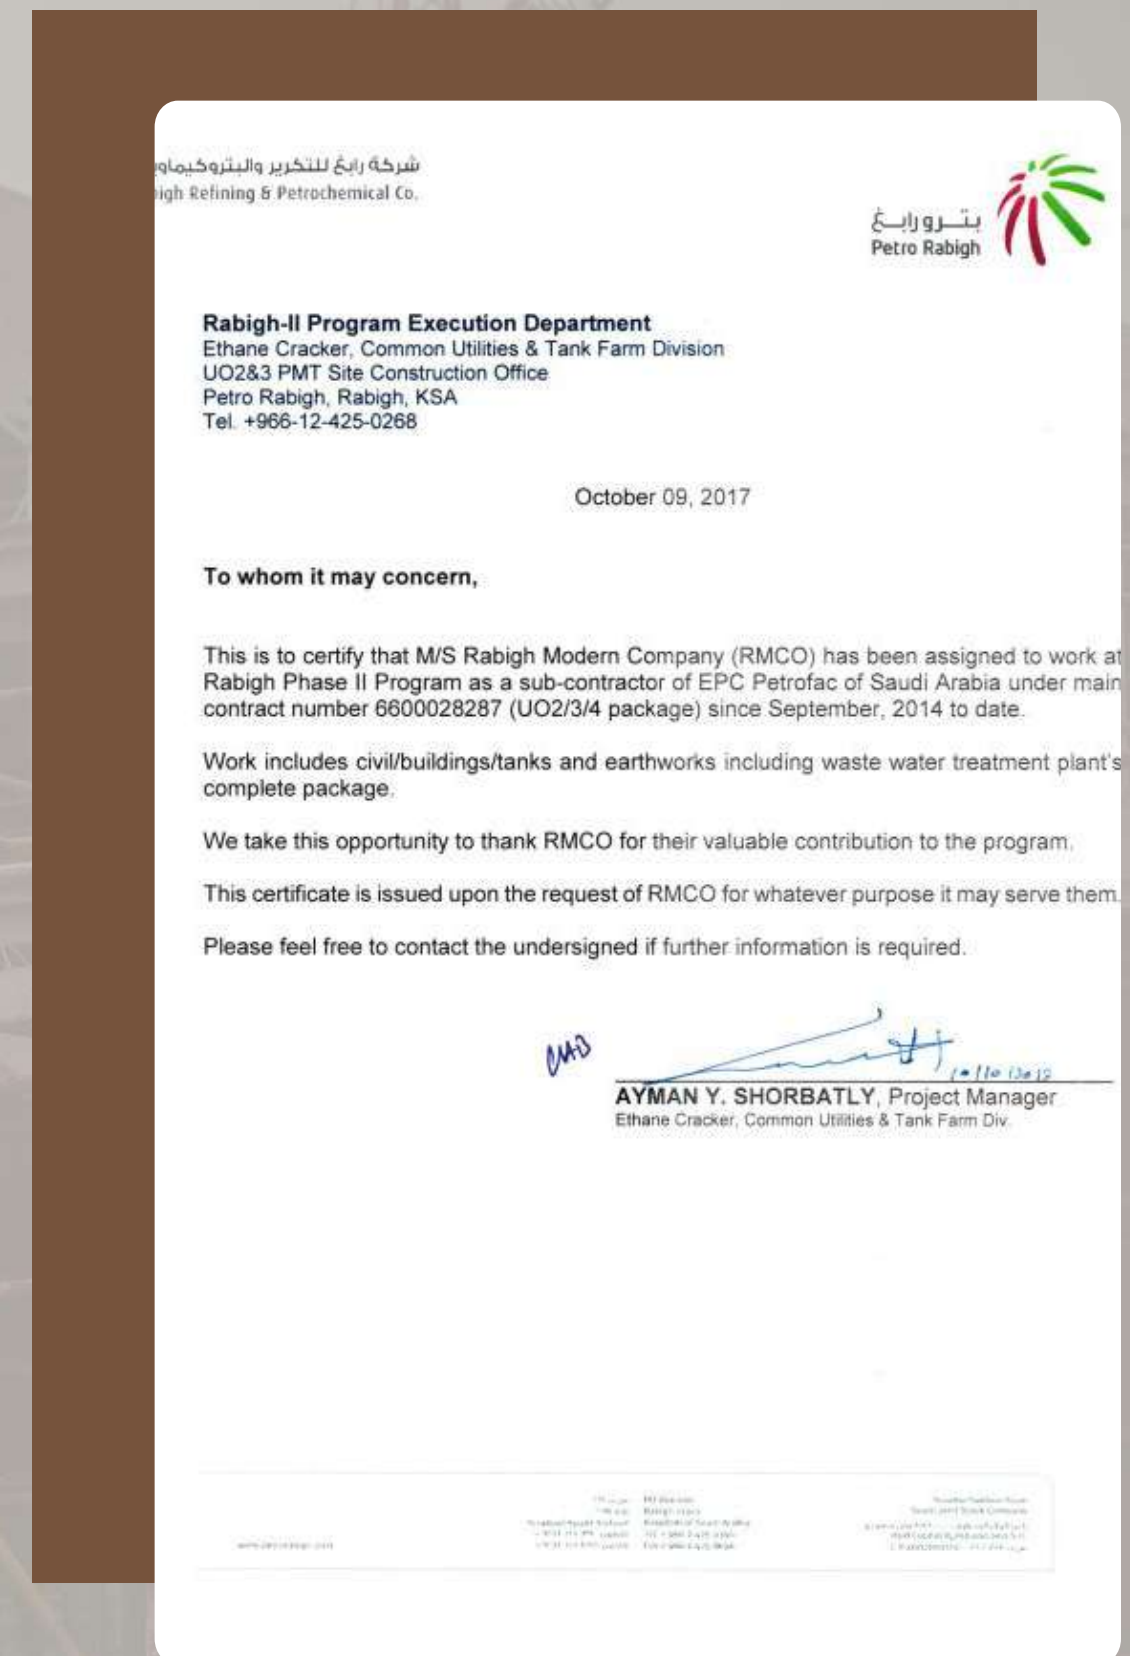 شركة رابغ للتكرير والبتروكيماو
igh Refining & Petrochemical Co.
بترورابغ
Petro Rabigh
Rabigh-II Program Execution Department
Ethane Cracker, Common Utilities & Tank Farm Division
UO2&3 PMT Site Construction Office
Petro Rabigh, Rabigh, KSA
Tel. +966-12-425-0268
October 09, 2017
To whom it may concern,
This is to certify that M/S Rabigh Modern Company (RMCO) has been assigned to work at
Rabigh Phase II Program as a sub-contractor of EPC Petrofac of Saudi Arabia under main
contract number 6600028287 (UO2/3/4 package) since September, 2014 to date.
Work includes civil/buildings/tanks and earthworks including waste water treatment plant's
complete package.
We take this opportunity to thank RMCO for their valuable contribution to the program.
This certificate is issued upon the request of RMCO for whatever purpose it may serve them.
Please feel free to contact the undersigned if further information is required.
AYMAN Y. SHORBATLY, Project Manager
Ethane Cracker, Common Utilities & Tank Farm Div.